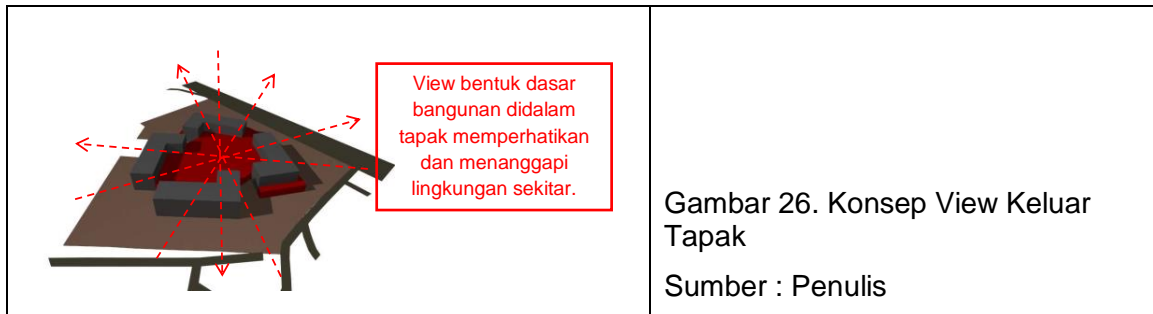 View bentuk dasar
bangunan didalam
tapak memperhatikan
dan menanggapi
lingkungan sekitar.
Gambar 26. Konsep View Keluar
Tapak
Sumber : Penulis